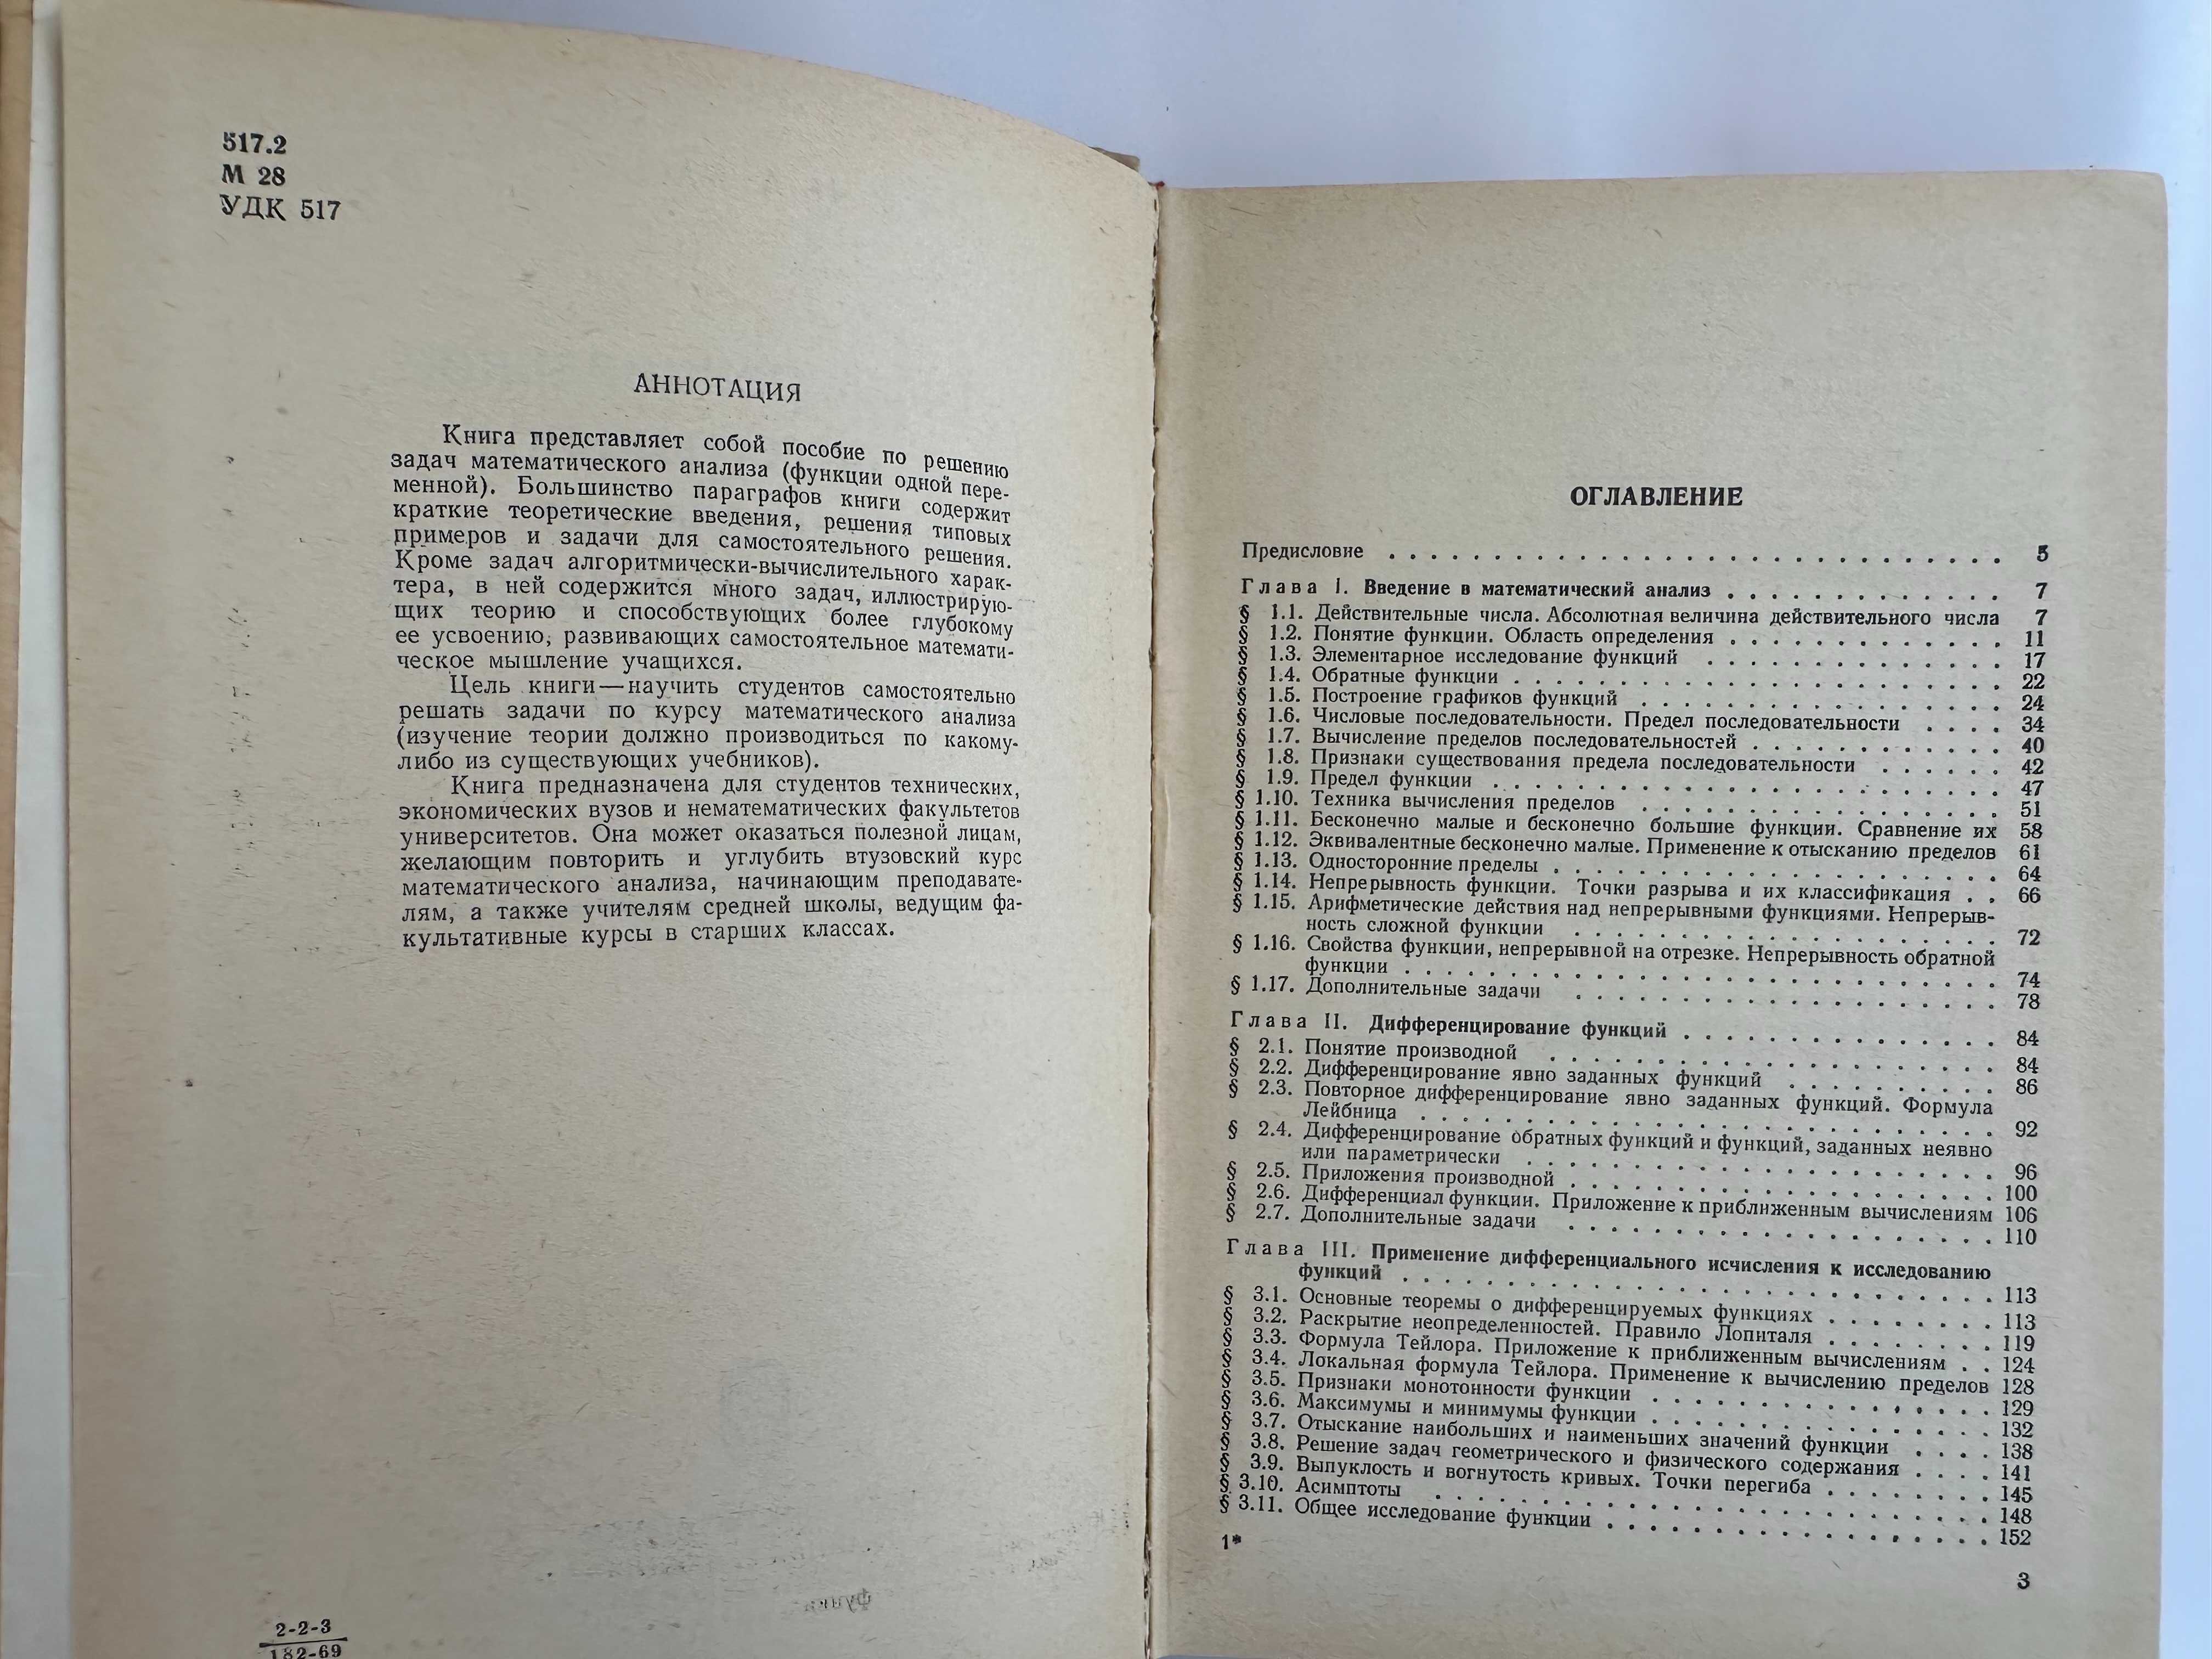 517.2
М 28
УДК 517
АННОТАЦИЯ
Книга представляет собой пособие по решению
задач математического анализа (функции одной пере-
менной). Большинство параграфов книги содержит
краткие теоретические введения, решения типовых
примеров и задачи для самостоятельного решения.
Кроме задач алгоритмически-вычислительного харак-
тера, в ней содержится много задач, иллюстрирую-
щих теорию и способствующих более глубокому
ее усвоению, развивающих самостоятельное математи-
ческое мышление учащихся.
Цель книги — научить студентов самостоятельно
решать задачи по курсу математического анализа
(изучение теории должно производиться по какому-
либо из существующих учебников).
Книга предназначена для студентов технических,
экономических вузов и нематематических факультетов
университетов. Она может оказаться полезной лицам,
желающим повторить и углубить втузовский курс
математического анализа, начинающим преподавате-
лям, а также учителям средней школы, ведущим фа-
культативные курсы в старших классах.
2-2-3
182-69
ОГЛАВЛЕНИЕ
Предисловие . . . . . . . . . . 5
Глава I. Введение в математический анализ . . . . . . . . . . 7
§ 1.1. Действительные числа. Абсолютная величина действительного числа 7
§ 1.2. Понятие функции. Область определения . . . . . . . . . . 11
§ 1.3. Элементарное исследование функций . . . . . . . . . . 17
§ 1.4. Обратные функции . . . . . . . . . . 22
§ 1.5. Построение графиков функций . . . . . . . . . . 24
§ 1.6. Числовые последовательности. Предел последовательности . . . . 34
§ 1.7. Вычисление пределов последовательностей . . . . . . . . . . 40
§ 1.8. Признаки существования предела последовательности . . . . . . 42
§ 1.9. Предел функции . . . . . . . . . . 47
§ 1.10. Техника вычисления пределов . . . . . . . . . . 51
§ 1.11. Бесконечно малые и бесконечно большие функции. Сравнение их 58
§ 1.12. Эквивалентные бесконечно малые. Применение к отысканию пределов 61
§ 1.13. Односторонние пределы . . . . . . . . . . 64
§ 1.14. Непрерывность функции. Точки разрыва и их классификация . . 66
§ 1.15. Арифметические действия над непрерывными функциями. Непрерыв-
ность сложной функции . . . . . . . . . . 72
§ 1.16. Свойства функции, непрерывной на отрезке. Непрерывность обратной
функции . . . . . . . . . . 74
§ 1.17. Дополнительные задачи . . . . . . . . . . 78
Глава II. Дифференцирование функций . . . . . . . . . . 84
§ 2.1. Понятие производной . . . . . . . . . . 84
§ 2.2. Дифференцирование явно заданных функций . . . . . . . . . . 86
§ 2.3. Повторное дифференцирование явно заданных функций. Формула
Лейбница . . . . . . . . . . 92
§ 2.4. Дифференцирование обратных функций и функций, заданных неявно
или параметрически . . . . . . . . . . 96
§ 2.5. Приложения производной . . . . . . . . . . 100
§ 2.6. Дифференциал функции. Приложение к приближенным вычислениям 106
§ 2.7. Дополнительные задачи . . . . . . . . . . 110
Глава III. Применение дифференциального исчисления к исследованию
функций . . . . . . . . . . 113
§ 3.1. Основные теоремы о дифференцируемых функциях . . . . . . . . 113
§ 3.2. Раскрытие неопределенностей. Правило Лопиталя . . . . . . . . 119
§ 3.3. Формула Тейлора. Приложение к приближенным вычислениям . . 124
§ 3.4. Локальная формула Тейлора. Применение к вычислению пределов 128
§ 3.5. Признаки монотонности функции . . . . . . . . . . 129
§ 3.6. Максимумы и минимумы функции . . . . . . . . . . 132
§ 3.7. Отыскание наибольших и наименьших значений функции . . . . 138
§ 3.8. Решение задач геометрического и физического содержания . . . . 141
§ 3.9. Выпуклость и вогнутость кривых. Точки перегиба . . . . . . . . 145
§ 3.10. Асимптоты . . . . . . . . . . 148
§ 3.11. Общее исследование функции . . . . . . . . . . 152
1*
3